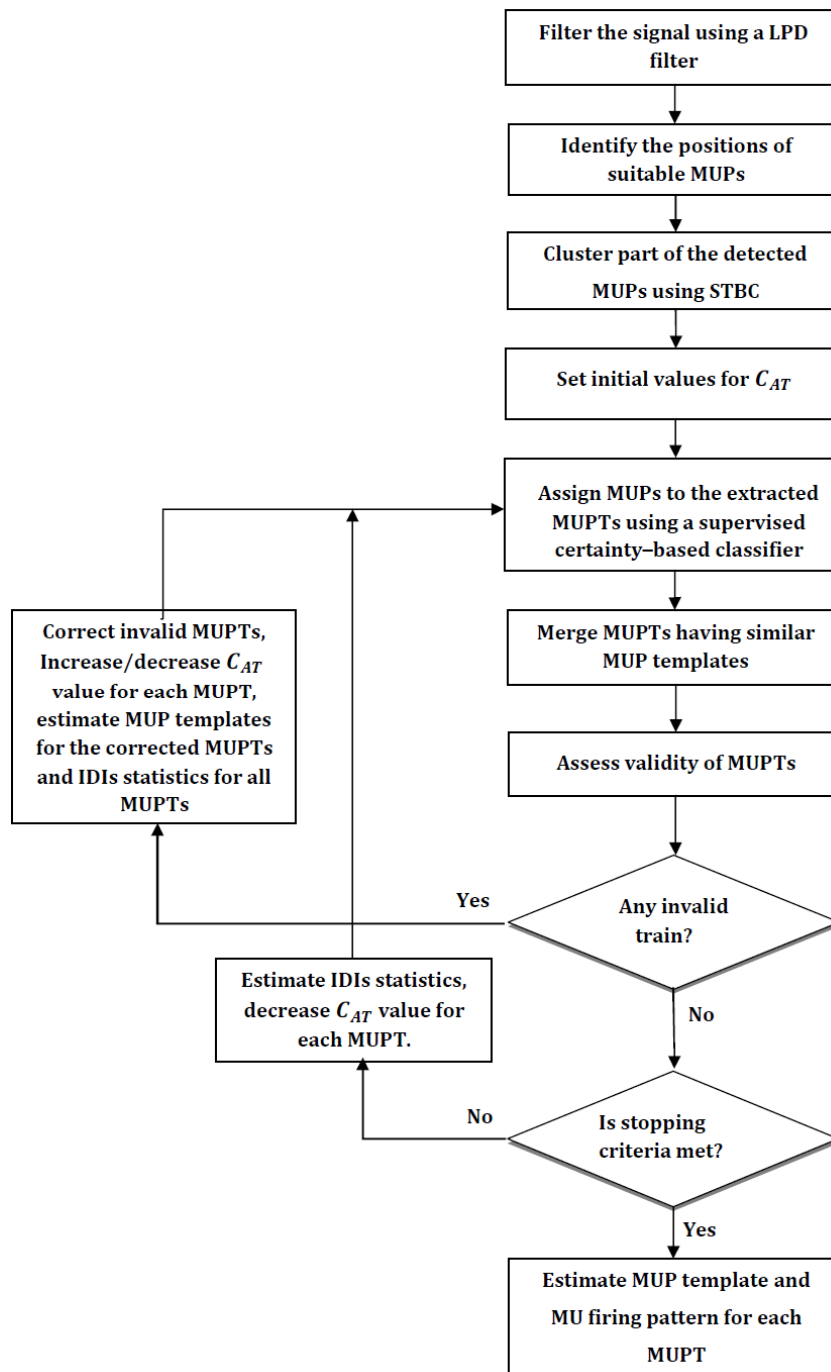 Filter the signal using a LPD
filter
Identify the positions of
suitable MUPs
Cluster part of the detected
MUPs using STBC
Set initial values for C_AT
Assign MUPs to the extracted
MUPTs using a supervised
certainty–based classifier
Correct invalid MUPTs,
Increase/decrease C_AT
value for each MUPT,
estimate MUP templates
for the corrected MUPTs
and IDIs statistics for all
MUPTs
Merge MUPTs having similar
MUP templates
Assess validity of MUPTs
Yes
Any invalid
train?
Estimate IDIs statistics,
decrease C_AT value for
each MUPT.
No
No
Is stopping
criteria met?
Yes
Estimate MUP template and
MU firing pattern for each
MUPT